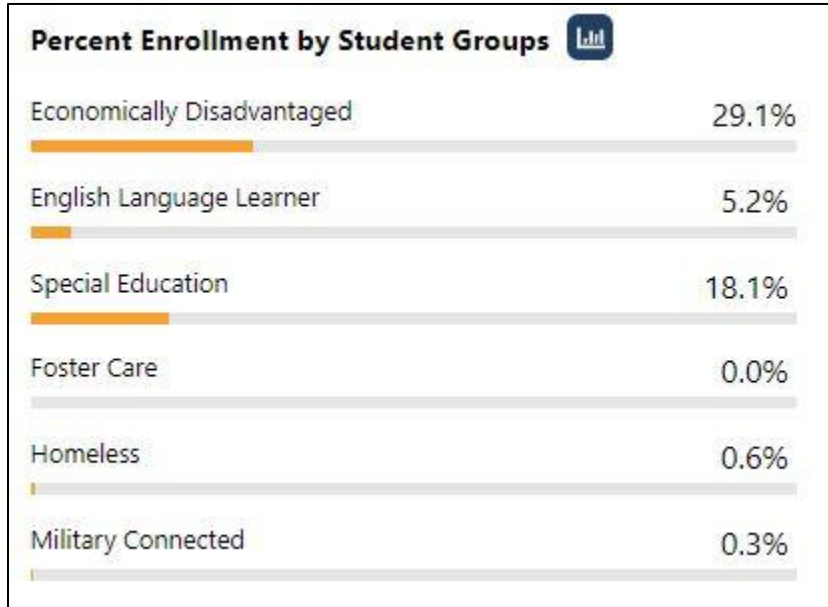 Percent Enrollment by Student Groups
Economically Disadvantaged 29.1%
English Language Learner 5.2%
Special Education 18.1%
Foster Care 0.0%
Homeless 0.6%
Military Connected 0.3%